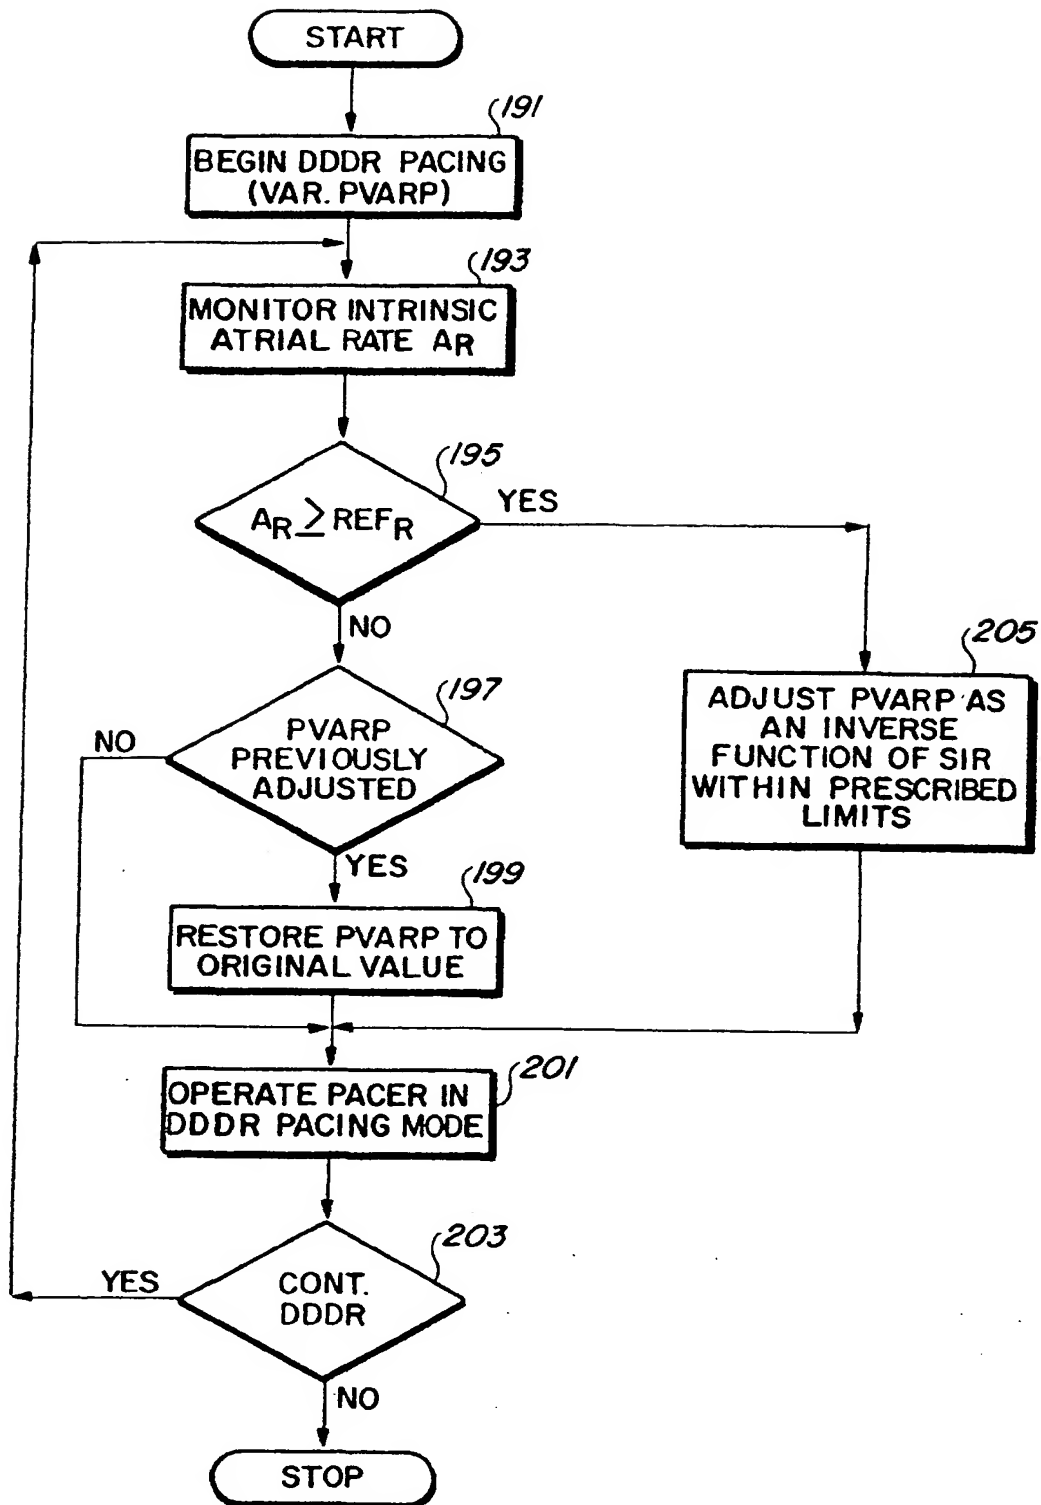 START
191
BEGIN DDDR PACING
(VAR. PVARP)
193
MONITOR INTRINSIC
ATRIAL RATE AR
195
AR ≥ REFR
YES
NO
205
ADJUST PVARP AS
AN INVERSE
FUNCTION OF SIR
WITHIN PRESCRIBED
LIMITS
197
PVARP
PREVIOUSLY
ADJUSTED
NO
YES
199
RESTORE PVARP TO
ORIGINAL VALUE
201
OPERATE PACER IN
DDDR PACING MODE
203
CONT.
DDDR
YES
NO
STOP